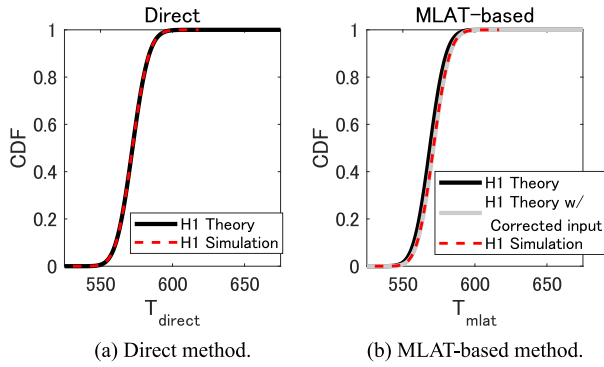 Direct
CDF
1
0.8
0.6
0.4
0.2
0
H1 Theory
H1 Simulation
550 600 650
T_direct
(a) Direct method.
MLAT-based
CDF
1
0.8
0.6
0.4
0.2
0
H1 Theory
H1 Theory w/
Corrected input
H1 Simulation
550 600 650
T_mlat
(b) MLAT-based method.